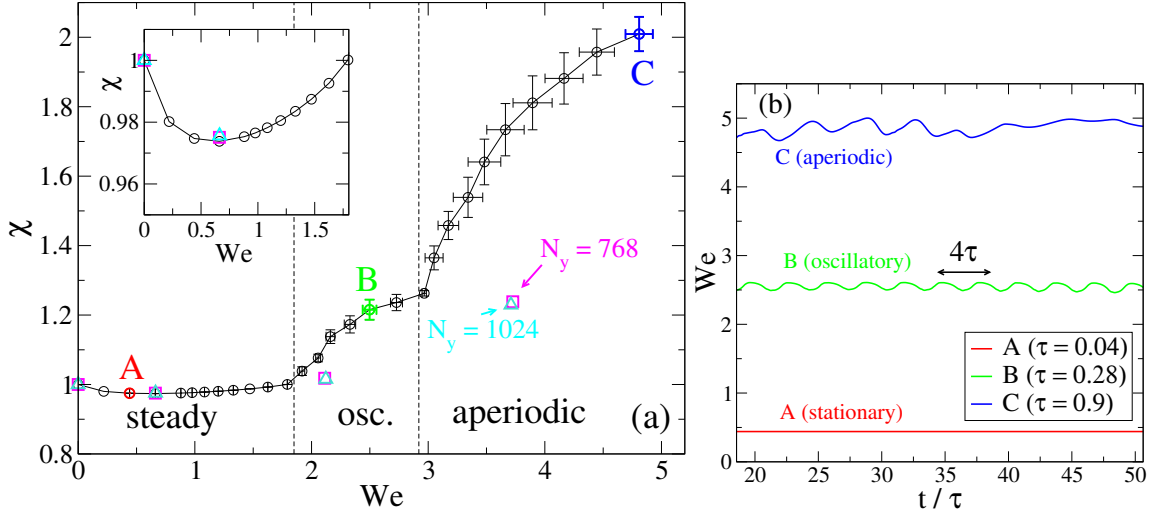 2
1.8
1.6
1.4
1.2
1
0.8
χ
0 1 2 3 4 5
We
1
0.98
0.96
χ
0 0.5 1 1.5
We
A
B
C
N_y = 768
N_y = 1024
steady
osc.
aperiodic
(a)
(b)
5
4
3
2
1
0
We
20 25 30 35 40 45 50
t / τ
C (aperiodic)
B (oscillatory)
4τ
A (τ = 0.04)
B (τ = 0.28)
C (τ = 0.9)
A (stationary)